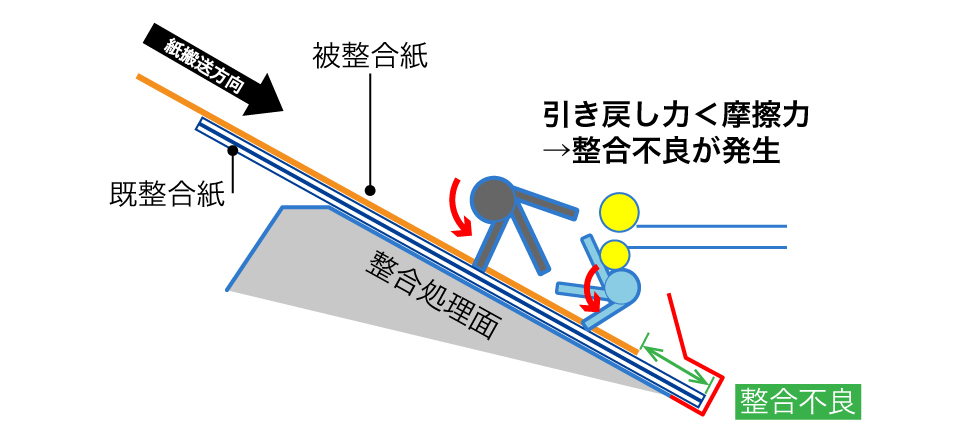 紙搬送方向
被整合紙
引き戻し力＜摩擦力
→整合不良が発生
既整合紙
整合処理面
整合不良